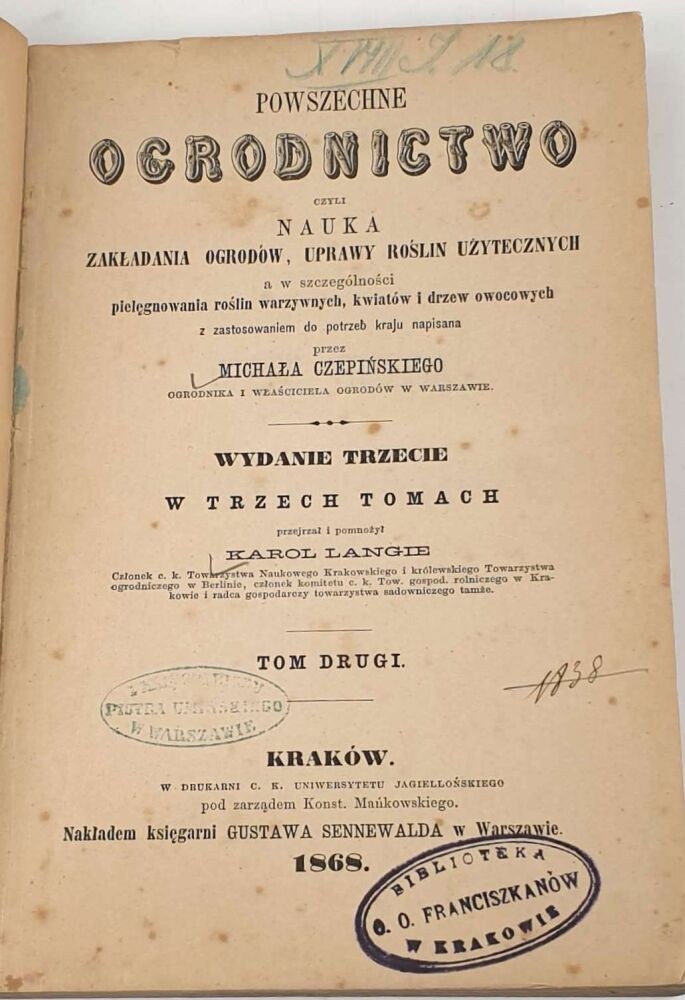 XVIII J. 18.
POWSZECHNE
OGRODNICTWO
CZYLI
NAUKA
ZAKŁADANIA OGRODÓW, UPRAWY ROŚLIN UŻYTECZNYCH
a w szczególności
pielęgnowania roślin warzywnych, kwiatów i drzew owocowych
z zastosowaniem do potrzeb kraju napisana
przez
MICHAŁA CZEPIŃSKIEGO
OGRODNIKA I WŁAŚCICIELA OGRODÓW W WARSZAWIE.
WYDANIE TRZECIE
W TRZECH TOMACH
przejrzał i pomnożył
KAROL LANGIE
Członek c. k. Towarzystwa Naukowego Krakowskiego i królewskiego Towarzystwa
ogrodniczego w Berlinie, członek komitetu c. k. Tow. gospod. rolniczego w Kra-
kowie i radca gospodarczy towarzystwa sadowniczego tamże.
TOM DRUGI.
1838
W WARSZAWIE
KRAKÓW.
W DRUKARNI C. K. UNIWERSYTETU JAGIELLOŃSKIEGO
pod zarządem Konst. Mańkowskiego.
Nakładem księgarni GUSTAWA SENNEWALDA w Warszawie.
1868.
BIBLIOTEKA
O. O. FRANCISZKANÓW
W KRAKOWIE